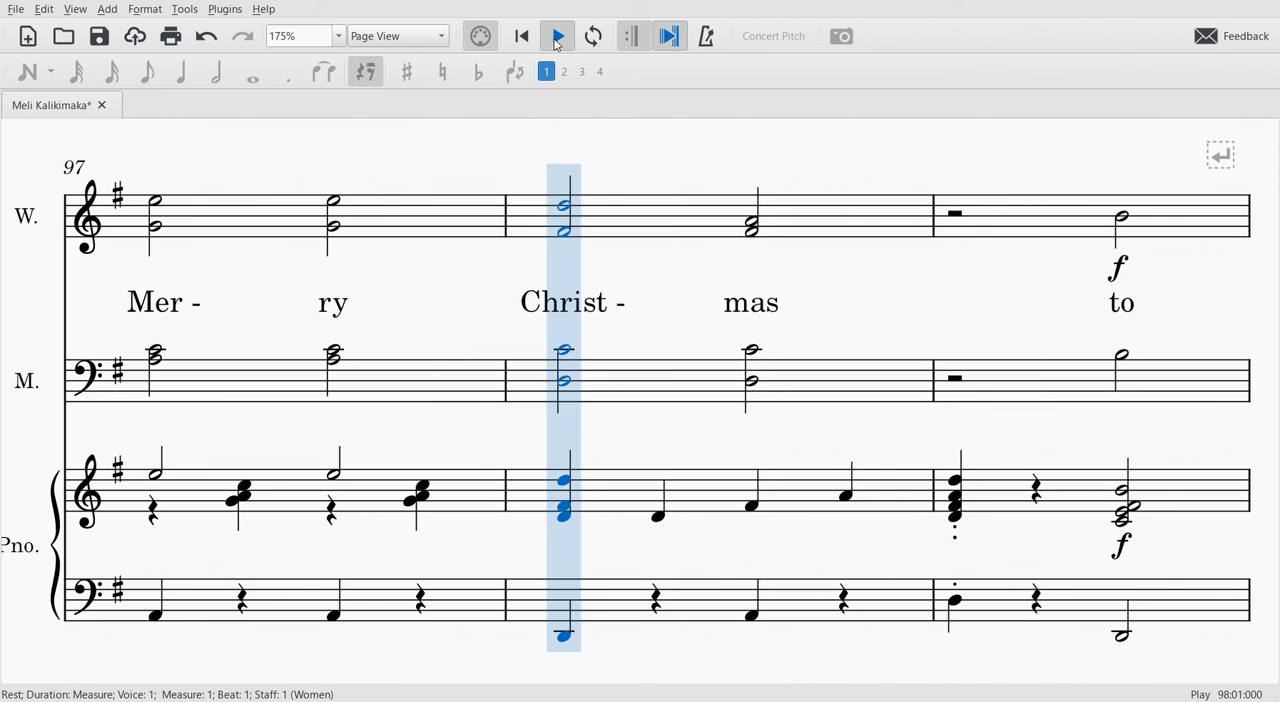 File Edit View Add Format Tools Plugins Help
175% Page View Concert Pitch Feedback
1 2 3 4
Meli Kalikimaka*
97
W.
f
Mer - ry Christ - mas to
M.
Pno.
f
Rest; Duration: Measure; Voice: 1; Measure: 1; Beat: 1; Staff: 1 (Women) Play 98:01:000